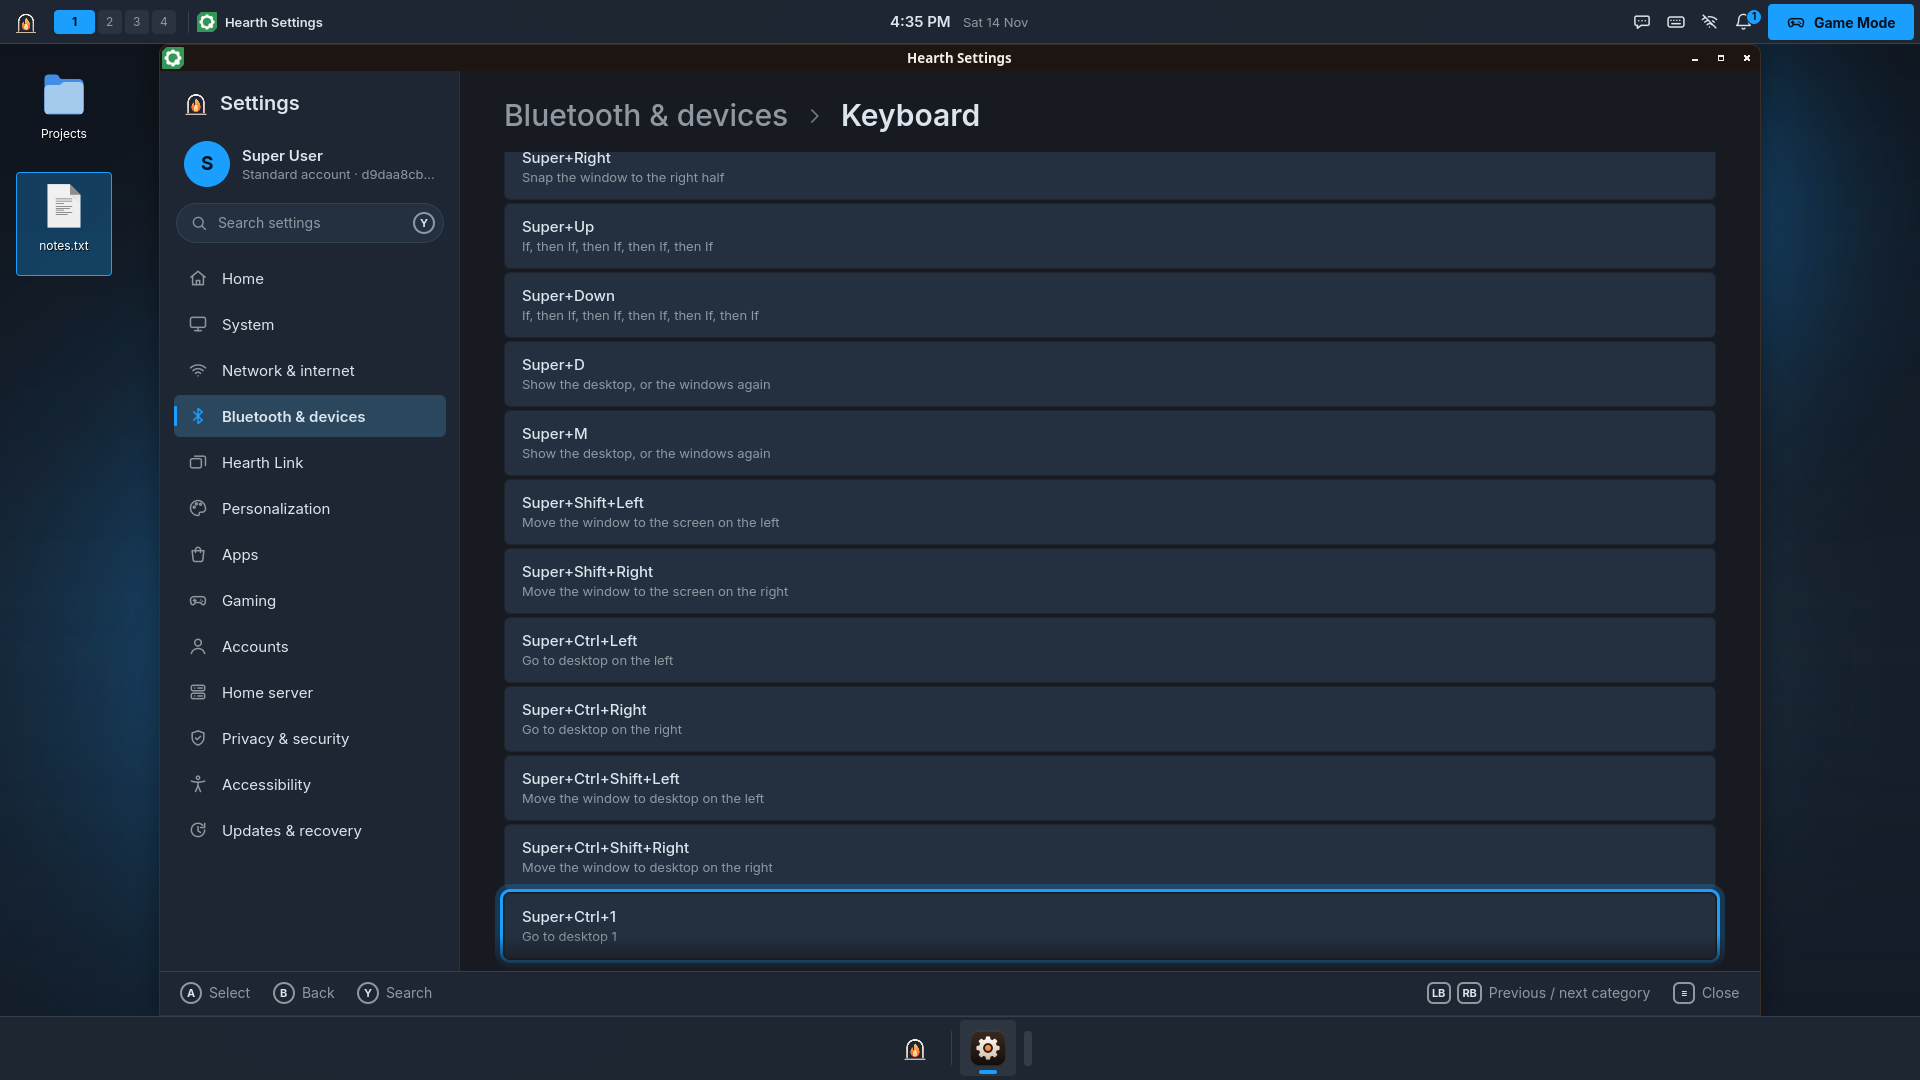 1 2 3 4 Hearth Settings 4:35 PM Sat 14 Nov 1 Game Mode
Hearth Settings
Projects
notes.txt
Settings
S
Super User
Standard account · d9daa8cb...
Search settings Y
Home
System
Network & internet
Bluetooth & devices
Hearth Link
Personalization
Apps
Gaming
Accounts
Home server
Privacy & security
Accessibility
Updates & recovery
Bluetooth & devices > Keyboard
Super+Right
Snap the window to the right half
Super+Up
If, then If, then If, then If, then If
Super+Down
If, then If, then If, then If, then If, then If
Super+D
Show the desktop, or the windows again
Super+M
Show the desktop, or the windows again
Super+Shift+Left
Move the window to the screen on the left
Super+Shift+Right
Move the window to the screen on the right
Super+Ctrl+Left
Go to desktop on the left
Super+Ctrl+Right
Go to desktop on the right
Super+Ctrl+Shift+Left
Move the window to desktop on the left
Super+Ctrl+Shift+Right
Move the window to desktop on the right
Super+Ctrl+1
Go to desktop 1
A Select B Back Y Search LB RB Previous / next category ≡ Close